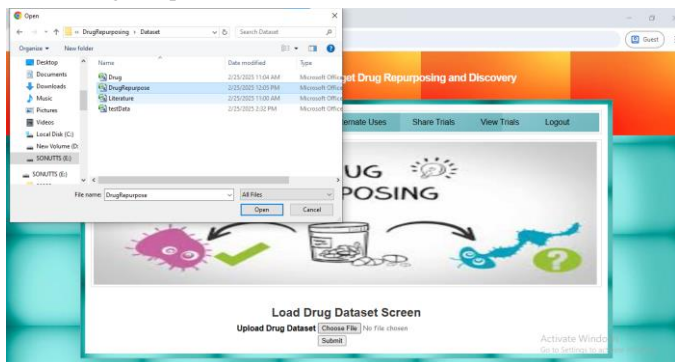 Open
DrugRepurposing > Dataset
Search Dataset
Organize
New folder
Guest
Desktop
Documents
Downloads
Music
Pictures
Videos
Local Disk (C:)
New Volume (D:
SONUTTS (E:)
SONUTTS (E:)
Name
Date modified
Type
Drug
2/25/2025 11:04 AM
Microsoft Office
DrugRepurpose
2/25/2025 12:05 PM
Microsoft Office
Literature
2/25/2025 11:00 AM
Microsoft Office
testData
2/25/2025 2:32 PM
Microsoft Office
File name:
DrugRepurpose
All Files
Open
Cancel
get Drug Repurposing and Discovery
ernate Uses
Share Trials
View Trials
Logout
UG
POSING
Load Drug Dataset Screen
Upload Drug Dataset Choose File No file chosen
Submit
Activate Windo
Go to Settings to act